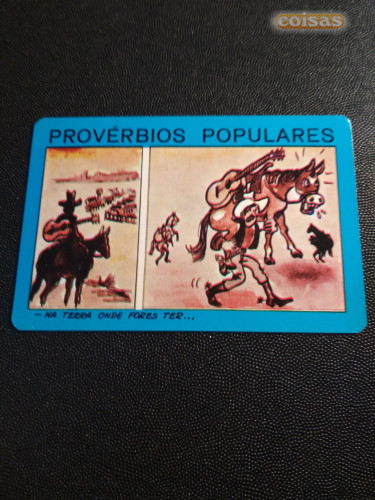 coisas
PROVÉRBIOS POPULARES
— NA TERRA ONDE FORES TER...